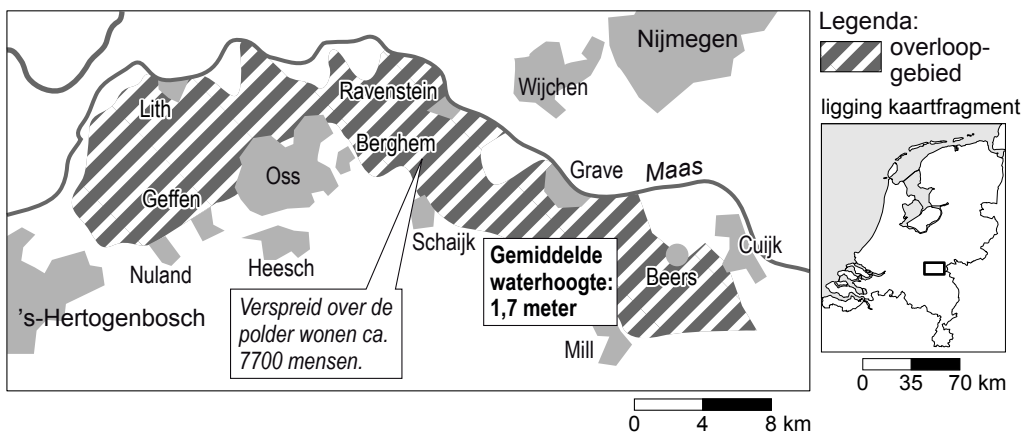 Nijmegen
Wijchen
Ravenstein
Lith
Berghem
Grave
Maas
Oss
Geffen
Schaijk
Cuijk
Nuland
Heesch
Beers
Gemiddelde
waterhoogte:
1,7 meter
's-Hertogenbosch
Verspreid over de
polder wonen ca.
7700 mensen.
Mill
0 4 8 km
Legenda:
overloop-
gebied
ligging kaartfragment
0 35 70 km